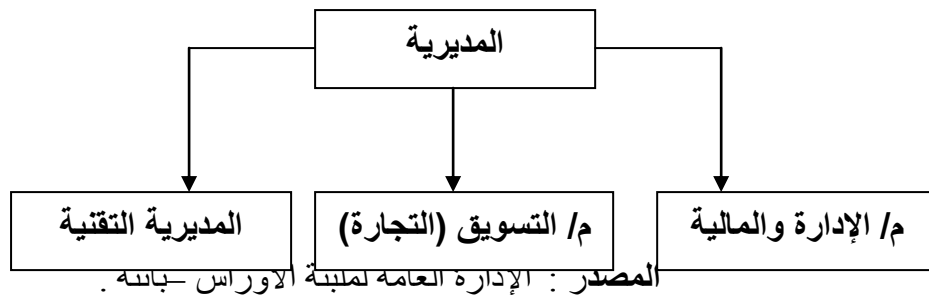 المديرية
م/ الإدارة والمالية
م/ التسويق (التجارة)
المديرية التقنية
المصدر : الإدارة العامة لملبنة الأوراس –باتنة .